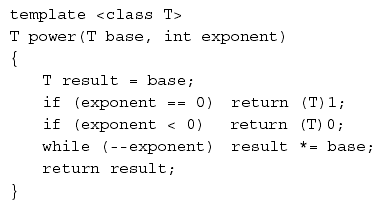 template <class T>
T power(T base, int exponent)
{
    T result = base;
    if (exponent == 0)  return (T)1;
    if (exponent < 0)   return (T)0;
    while (--exponent)  result *= base;
    return result;
}